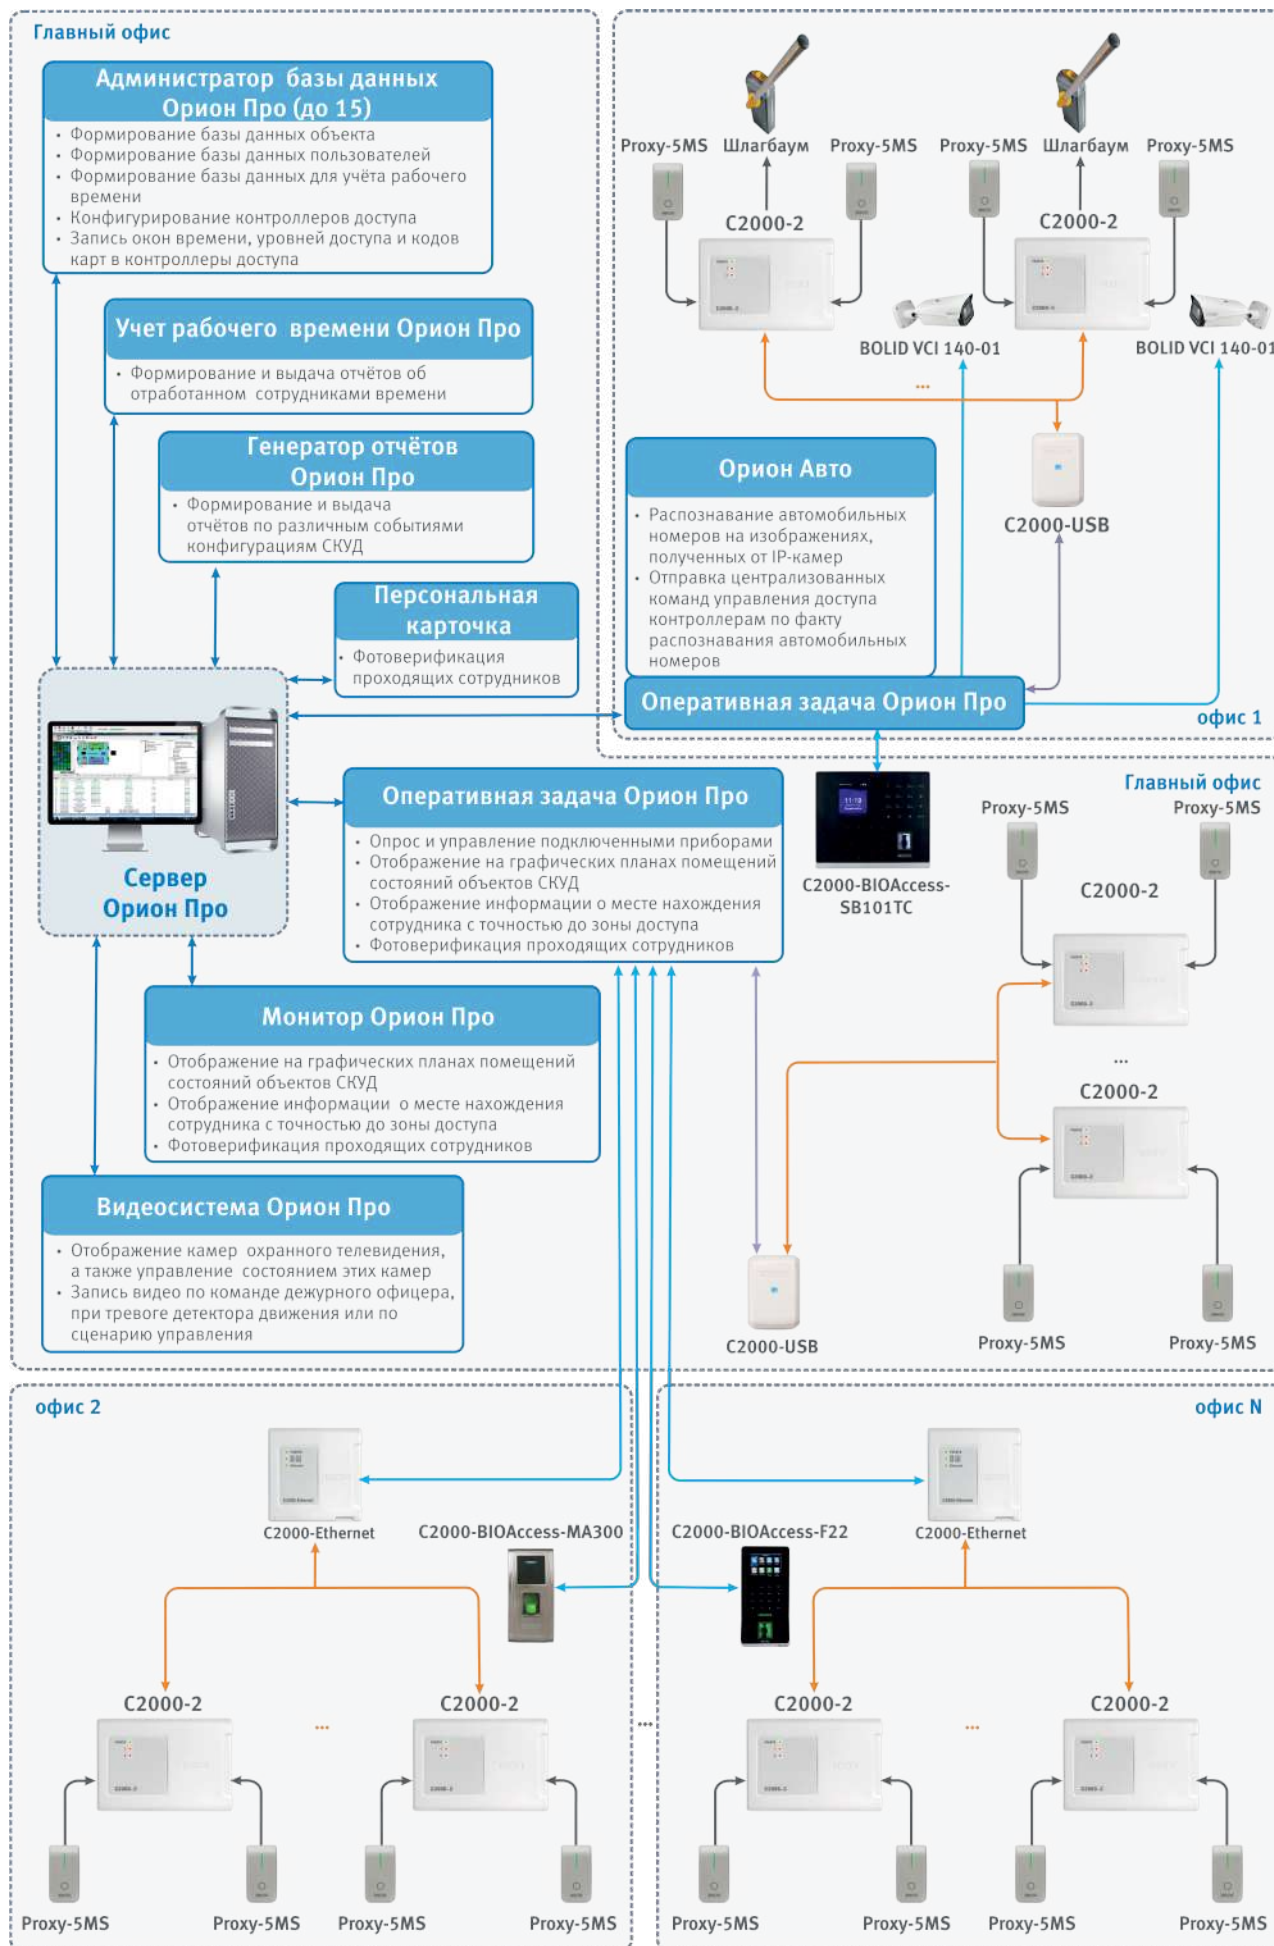 Главный офис
Администратор базы данных
Орион Про (до 15)
• Формирование базы данных объекта
• Формирование базы данных пользователей
• Формирование базы данных для учёта рабочего
времени
• Конфигурирование контроллеров доступа
• Запись окон времени, уровней доступа и кодов
карт в контроллеры доступа
Учет рабочего времени Орион Про
• Формирование и выдача отчётов об
отработанном сотрудниками времени
Генератор отчётов
Орион Про
• Формирование и выдача
отчётов по различным событиями
конфигурациям СКУД
Персональная
карточка
• Фотоверификация
проходящих сотрудников
Сервер
Орион Про
Оперативная задача Орион Про
• Опрос и управление подключенными приборами
• Отображение на графических планах помещений
состояний объектов СКУД
• Отображение информации о месте нахождения
сотрудника с точностью до зоны доступа
• Фотоверификация проходящих сотрудников
Монитор Орион Про
• Отображение на графических планах помещений
состояний объектов СКУД
• Отображение информации о месте нахождения
сотрудника с точностью до зоны доступа
• Фотоверификация проходящих сотрудников
Видеосистема Орион Про
• Отображение камер охранного телевидения,
а также управление состоянием этих камер
• Запись видео по команде дежурного офицера,
при тревоге детектора движения или по
сценарию управления
Proxy-5MS Шлагбаум Proxy-5MS Proxy-5MS Шлагбаум Proxy-5MS
С2000-2 С2000-2
BOLID VCI 140-01 BOLID VCI 140-01
...
С2000-USB
Орион Авто
• Распознавание автомобильных
номеров на изображениях,
полученных от IP-камер
• Отправка централизованных
команд управления доступа
контроллерам по факту
распознавания автомобильных
номеров
Оперативная задача Орион Про
офис 1
С2000-BIOAccess-
SB101TC
Главный офис
Proxy-5MS Proxy-5MS
С2000-2
...
С2000-2
Proxy-5MS Proxy-5MS
С2000-USB
офис 2
С2000-Ethernet
С2000-BIOAccess-MA300
С2000-2 ... С2000-2
Proxy-5MS Proxy-5MS Proxy-5MS Proxy-5MS
...
офис N
С2000-BIOAccess-F22
С2000-Ethernet
С2000-2 ... С2000-2
Proxy-5MS Proxy-5MS Proxy-5MS Proxy-5MS